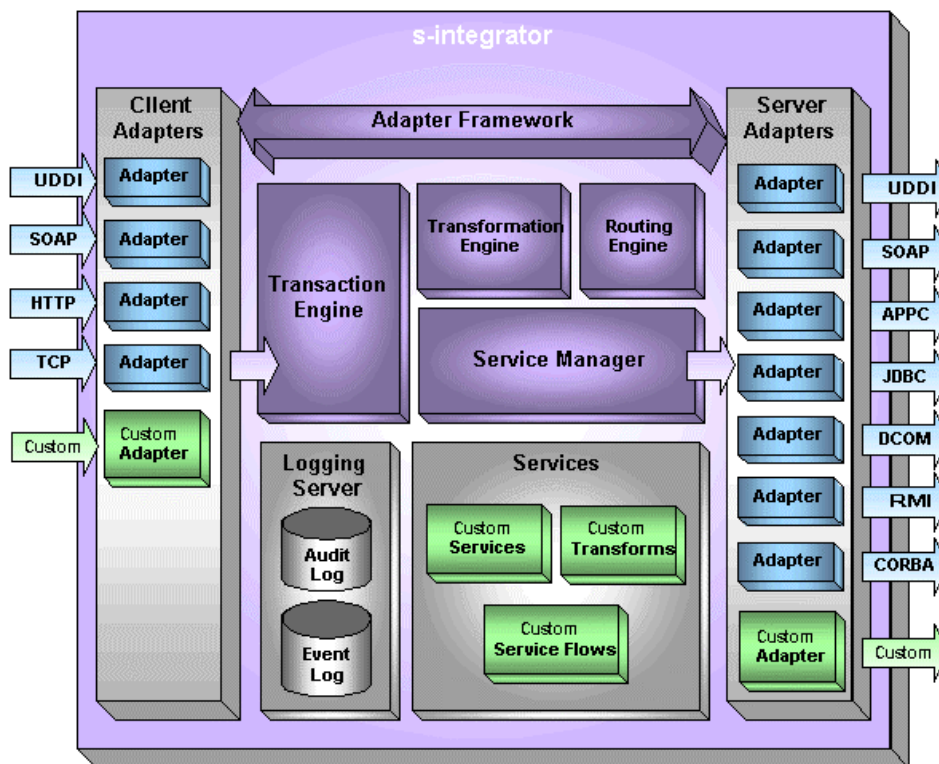 s-integrator
Client
Adapters
Adapter Framework
Server
Adapters
UDDI
Adapter
SOAP
Adapter
HTTP
Adapter
TCP
Adapter
Custom
Custom
Adapter
Transaction
Engine
Transformation
Engine
Routing
Engine
Service Manager
Logging
Server
Audit
Log
Event
Log
Services
Custom
Services
Custom
Transforms
Custom
Service Flows
Adapter
UDDI
Adapter
SOAP
Adapter
APPC
Adapter
JDBC
Adapter
DCOM
Adapter
RMI
Adapter
CORBA
Custom
Adapter
Custom